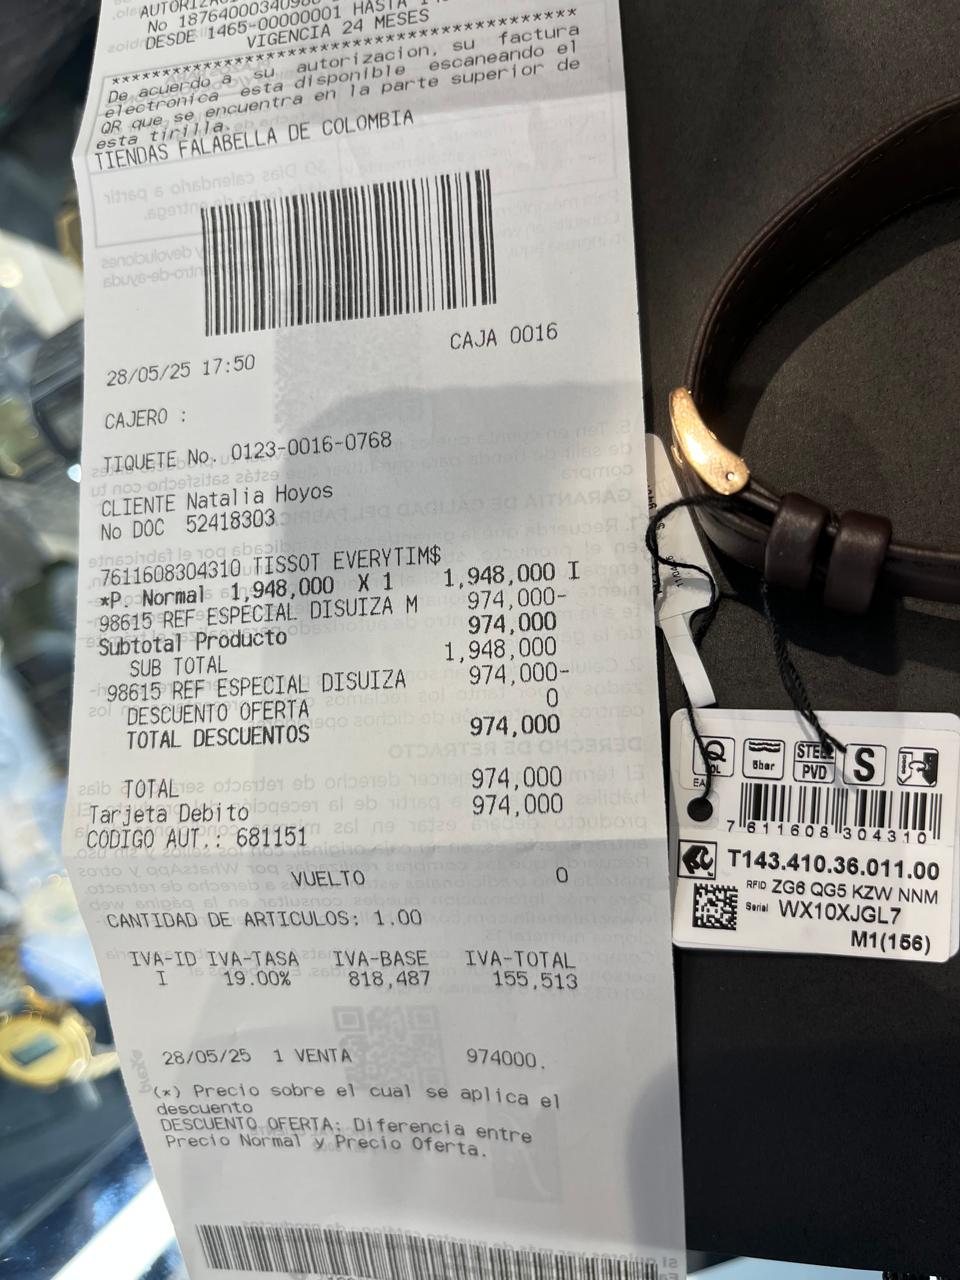 No 1876400034098
DESDE 1465-00000001 HASTA
VIGENCIA 24 MESES
****************************************
De acuerdo a su autorizacion, su factura
electronica esta disponible escaneando el
QR que se encuentra en la parte superior de
esta tirilla.
TIENDAS FALABELLA DE COLOMBIA
28/05/25 17:50 CAJA 0016
CAJERO :
TIQUETE No. 0123-0016-0768
CLIENTE Natalia Hoyos
No DOC 52418303
7611608304310 TISSOT EVERYTIM$
*P. Normal 1,948,000 X 1 1,948,000 I
98615 REF ESPECIAL DISUIZA M 974,000-
Subtotal Producto 974,000
SUB TOTAL 1,948,000
98615 REF ESPECIAL DISUIZA 974,000-
DESCUENTO OFERTA 0
TOTAL DESCUENTOS 974,000
TOTAL 974,000
Tarjeta Debito 974,000
CODIGO AUT.: 681151
VUELTO 0
CANTIDAD DE ARTICULOS: 1.00
IVA-ID IVA-TASA IVA-BASE IVA-TOTAL
I 19.00% 818,487 155,513
28/05/25 1 VENTA 974000.
(*) Precio sobre el cual se aplica el
descuento
DESCUENTO OFERTA: Diferencia entre
Precio Normal y Precio Oferta.
5bar
STEEL
PVD
S
7 611608 304310
T143.410.36.011.00
RFID ZG6 QG5 KZW NNM
Serial WX10XJGL7
M1(156)